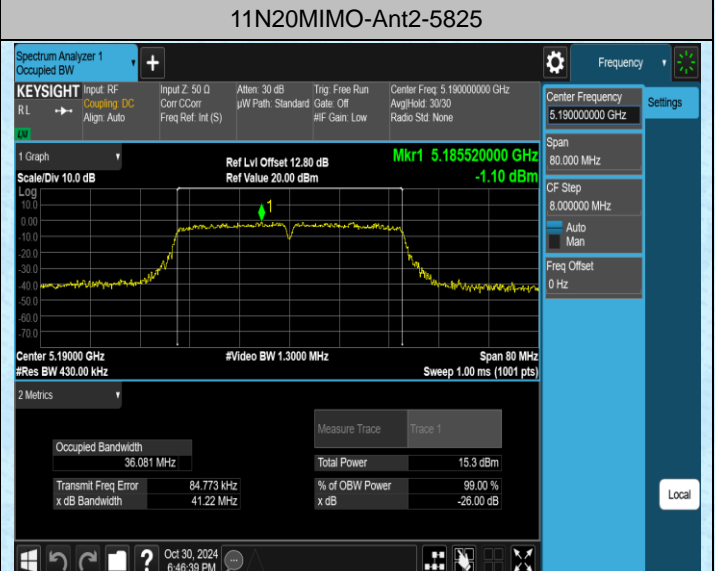 11N20MIMO-Ant2-5825
Spectrum Analyzer 1
Occupied BW
Frequency
KEYSIGHT
RL
Input: RF
Coupling: DC
Align: Auto
Input Z: 50 Ω
Corr CCorr
Freq Ref: Int (S)
Atten: 30 dB
µW Path: Standard
Trig: Free Run
Gate: Off
#IF Gain: Low
Center Freq: 5.190000000 GHz
Avg|Hold: 30/30
Radio Std: None
Center Frequency
5.190000000 GHz
Settings
Span
80.000 MHz
CF Step
8.000000 MHz
Auto
Man
Freq Offset
0 Hz
1 Graph
Scale/Div 10.0 dB
Ref Lvl Offset 12.80 dB
Ref Value 20.00 dBm
Mkr1 5.185520000 GHz
-1.10 dBm
Log
10.0
0.00
-10.0
-20.0
-30.0
-40.0
-50.0
-60.0
-70.0
1
Center 5.19000 GHz
#Video BW 1.3000 MHz
Span 80 MHz
#Res BW 430.00 kHz
Sweep 1.00 ms (1001 pts)
2 Metrics
Measure Trace
Trace 1
Occupied Bandwidth
36.081 MHz
Total Power
15.3 dBm
Transmit Freq Error
84.773 kHz
% of OBW Power
99.00 %
x dB Bandwidth
41.22 MHz
x dB
-26.00 dB
Local
Oct 30, 2024
6:46:39 PM